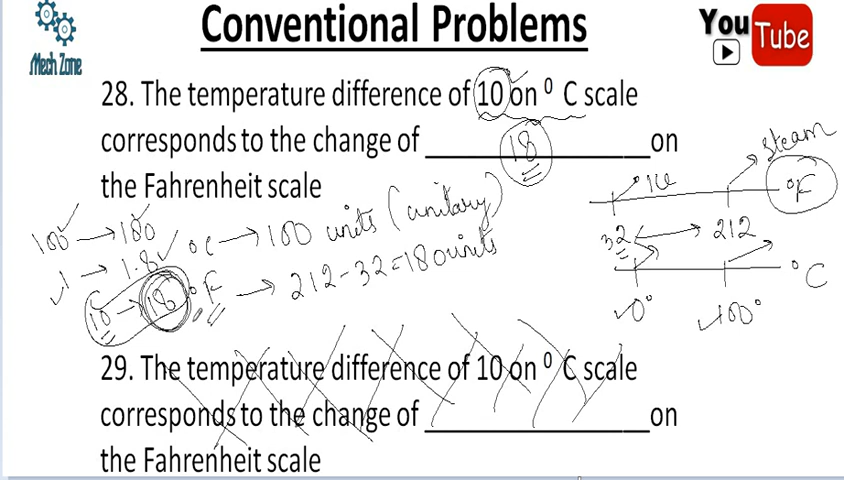 Conventional Problems
You Tube
Mech Zone
28. The temperature difference of 10 on ⁰ C scale
corresponds to the change of ____________ on
18
the Fahrenheit scale
Steam
°F
32 212
100 → 180 °C → 100 units (unitary)
1 → 1.8
10 → 18 °F → 212-32=180units
°C
0° 100°
29. The temperature difference of 10 on ⁰ C scale
corresponds to the change of ____________ on
the Fahrenheit scale